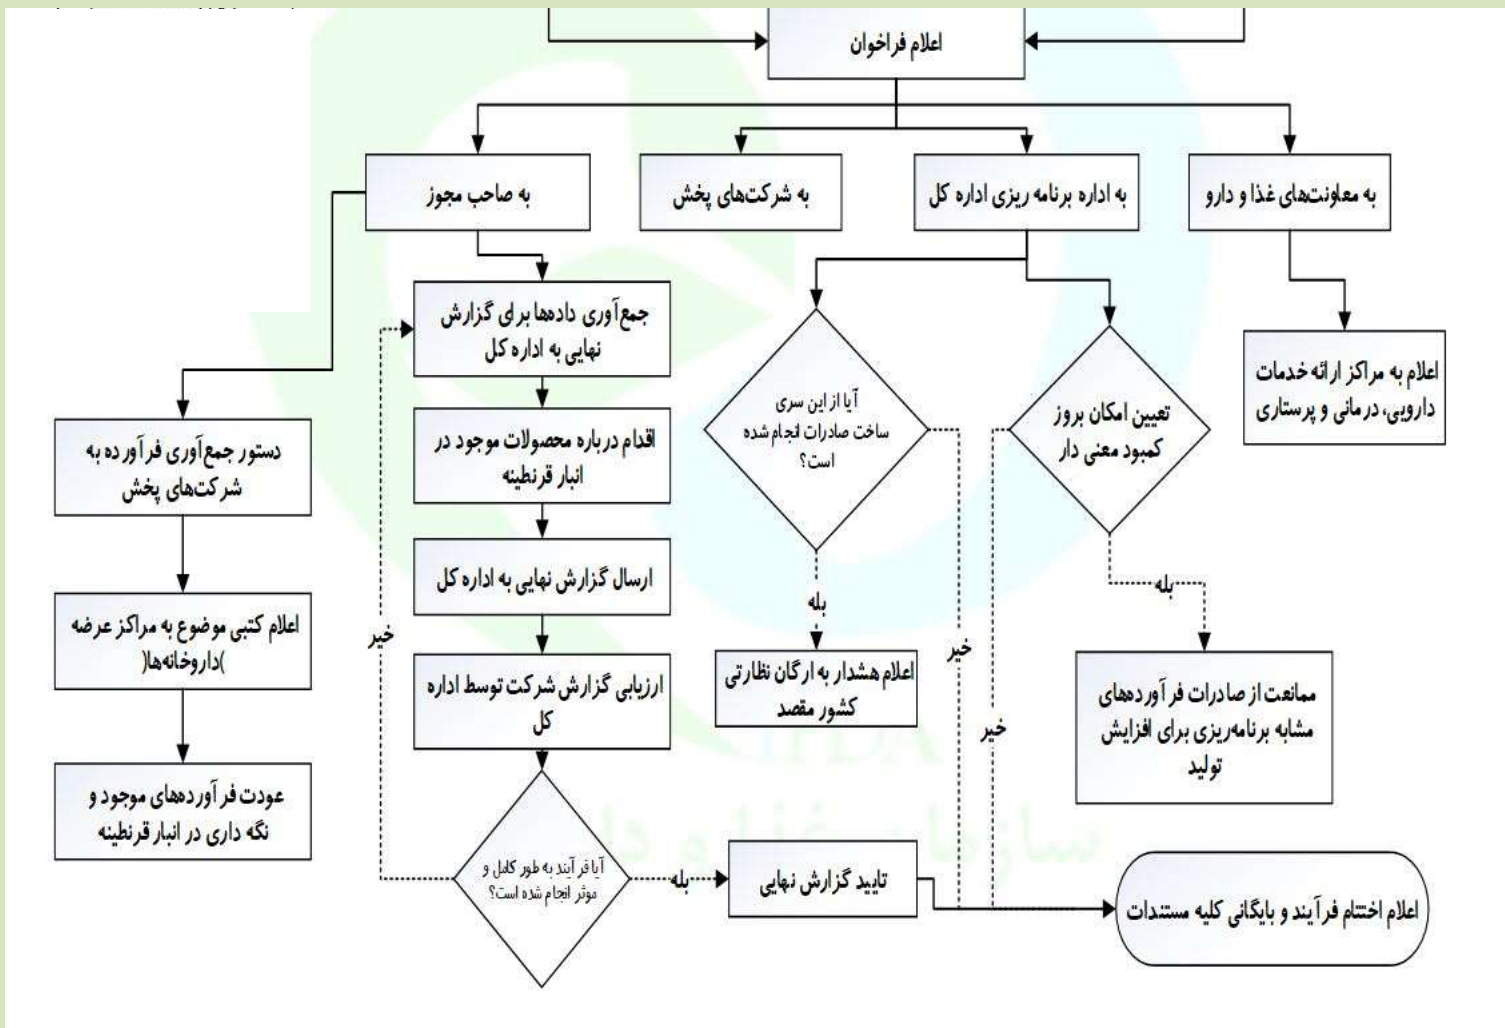 اعلام فراخوان
به معاونت‌های غذا و دارو
به اداره برنامه ریزی اداره کل
به شرکت‌های پخش
به صاحب مجوز
اعلام به مراکز ارائه خدمات
دارویی، درمانی و پرستاری
تعیین امکان بروز
کمبود معنی دار
بله
خیر
ممانعت از صادرات فرآورده‌های
مشابه برنامه‌ریزی برای افزایش
تولید
آیا از این سری
ساخت صادرات انجام شده
است؟
بله
خیر
اعلام هشدار به ارگان نظارتی
کشور مقصد
جمع‌آوری داده‌ها برای گزارش
نهایی به اداره کل
اقدام درباره محصولات موجود در
انبار قرنطینه
ارسال گزارش نهایی به اداره کل
ارزیابی گزارش شرکت توسط اداره
کل
آیا فرآیند به طور کامل و
موثر انجام شده است؟
خیر
بله
تایید گزارش نهایی
اعلام اختتام فرآیند و بایگانی کلیه مستندات
دستور جمع‌آوری فرآورده به
شرکت‌های پخش
اعلام کتبی موضوع به مراکز عرضه
)داروخانه‌ها(
عودت فرآورده‌های موجود و
نگه داری در انبار قرنطینه
IFDA